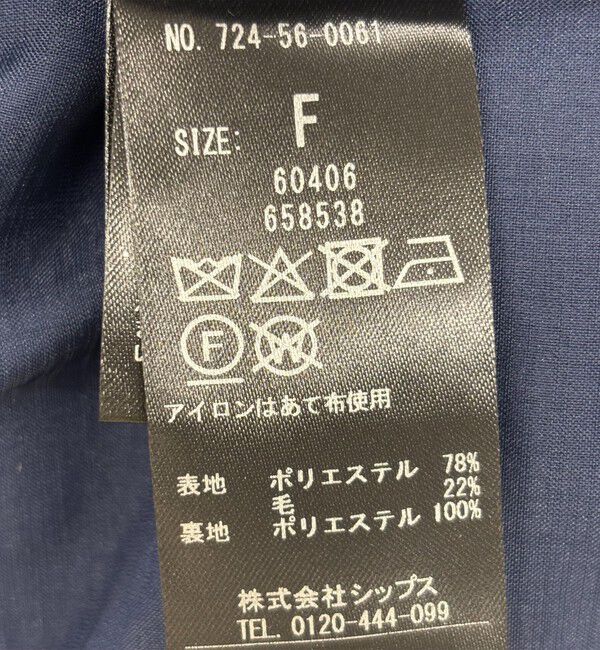 NO. 724-56-0061
SIZE: F
60406
658538
F W
アイロンはあて布使用
表地 ポリエステル 78%
毛 22%
裏地 ポリエステル 100%
株式会社シップス
TEL. 0120-444-099